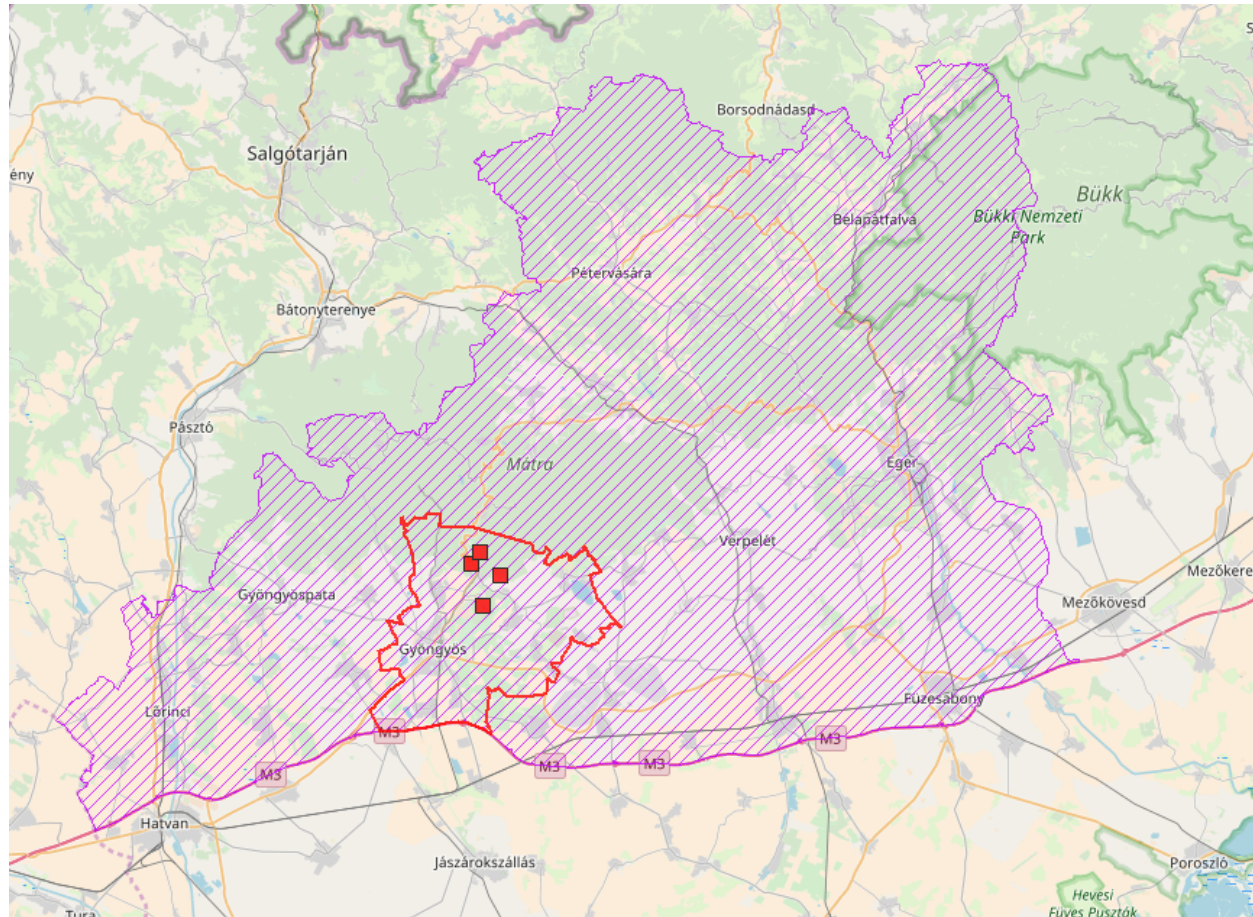 Borsodnádasd
Salgótarján
ény
Bükk
Bélapátfalva
Bükki Nemzeti
Park
Pétervására
Bátonyterenye
Pásztó
Mátra
Eger
Verpelét
Mezőkere
Gyöngyöspata
Mezőkövesd
Gyöngyös
Füzesabony
Lőrinci
M3
M3
M3
M3
M3
Hatvan
Jászárokszállás
Poroszló
Hevesi
Füves Puszták
Tura